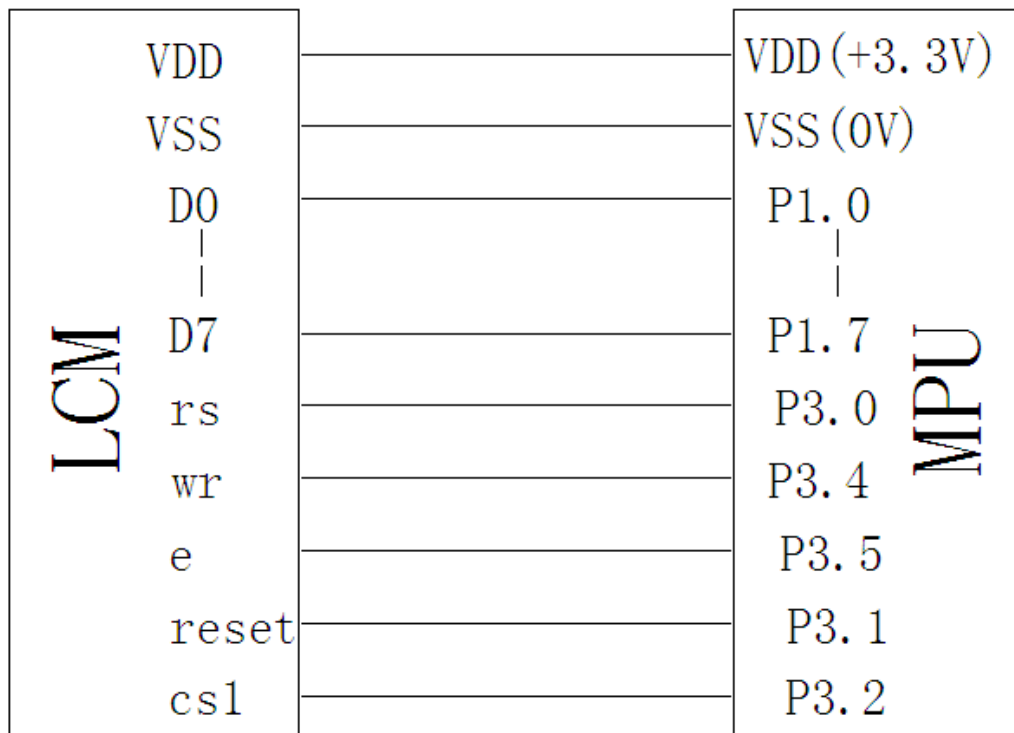 VDD VDD(+3.3V)
VSS VSS(0V)
D0 P1.0
D7 P1.7
rs P3.0
wr P3.4
e P3.5
reset P3.1
cs1 P3.2
LCM
MPU